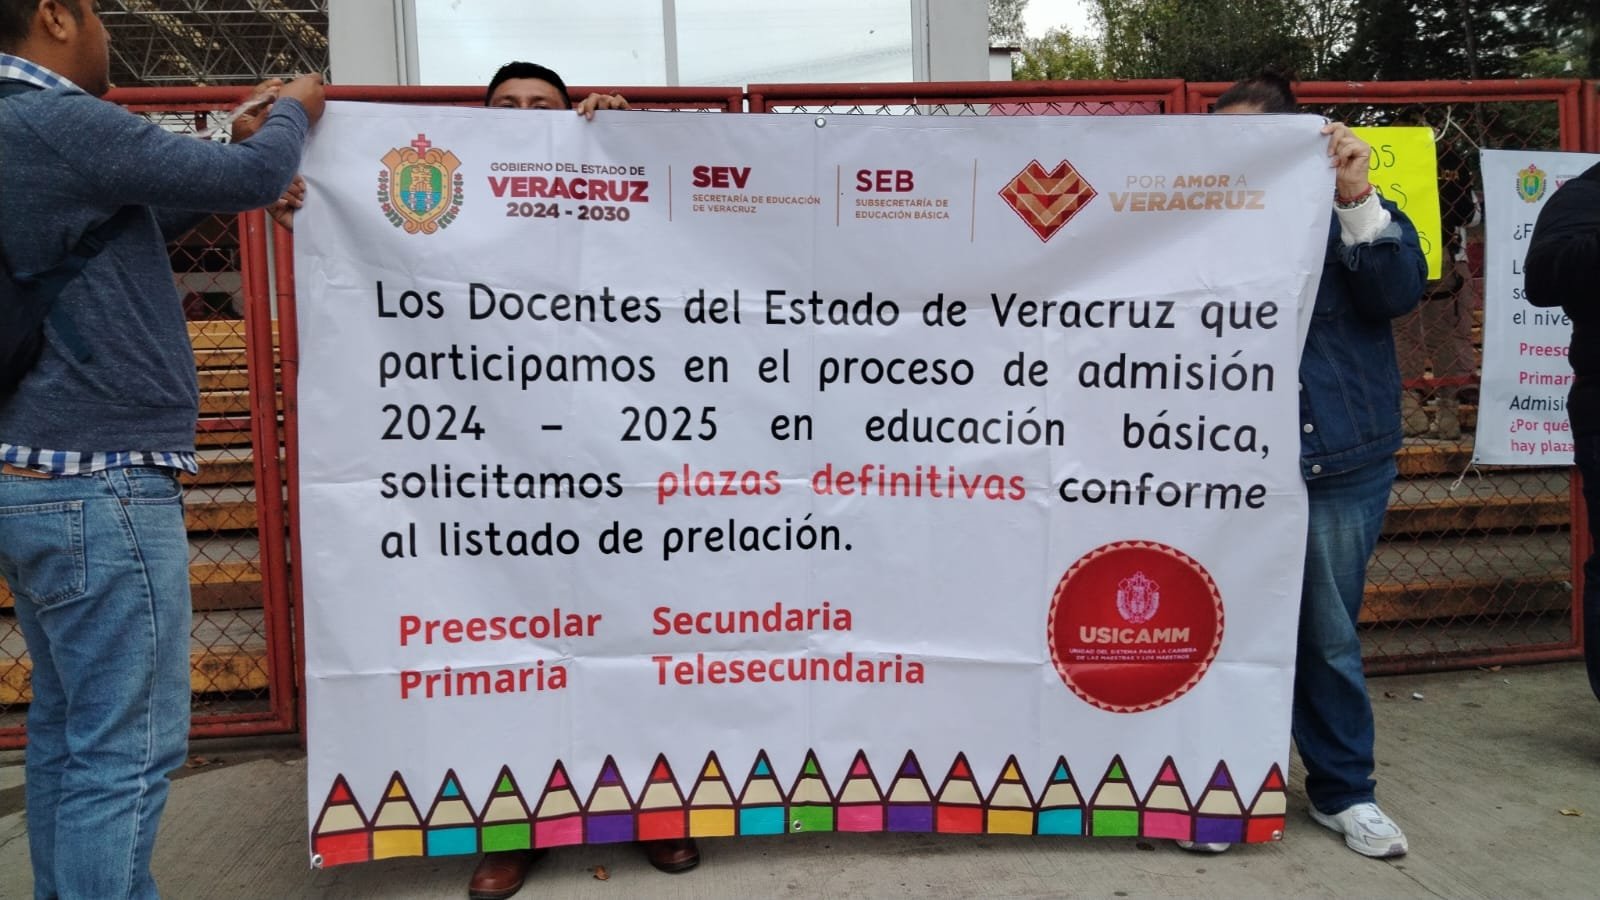 GOBIERNO DEL ESTADO DE
VERACRUZ
2024 - 2030
SEV
SECRETARÍA DE EDUCACIÓN
DE VERACRUZ
SEB
SUBSECRETARÍA DE
EDUCACIÓN BÁSICA
POR AMOR A
VERACRUZ
Los Docentes del Estado de Veracruz que
participamos en el proceso de admisión
2024 – 2025 en educación básica,
solicitamos plazas definitivas conforme
al listado de prelación.
Preescolar Secundaria
Primaria Telesecundaria
USICAMM
UNIDAD DEL SISTEMA PARA LA CARRERA
DE LAS MAESTRAS Y LOS MAESTROS
el nive
Preesc
Primar
Admisi
¿Por qué
hay plaza